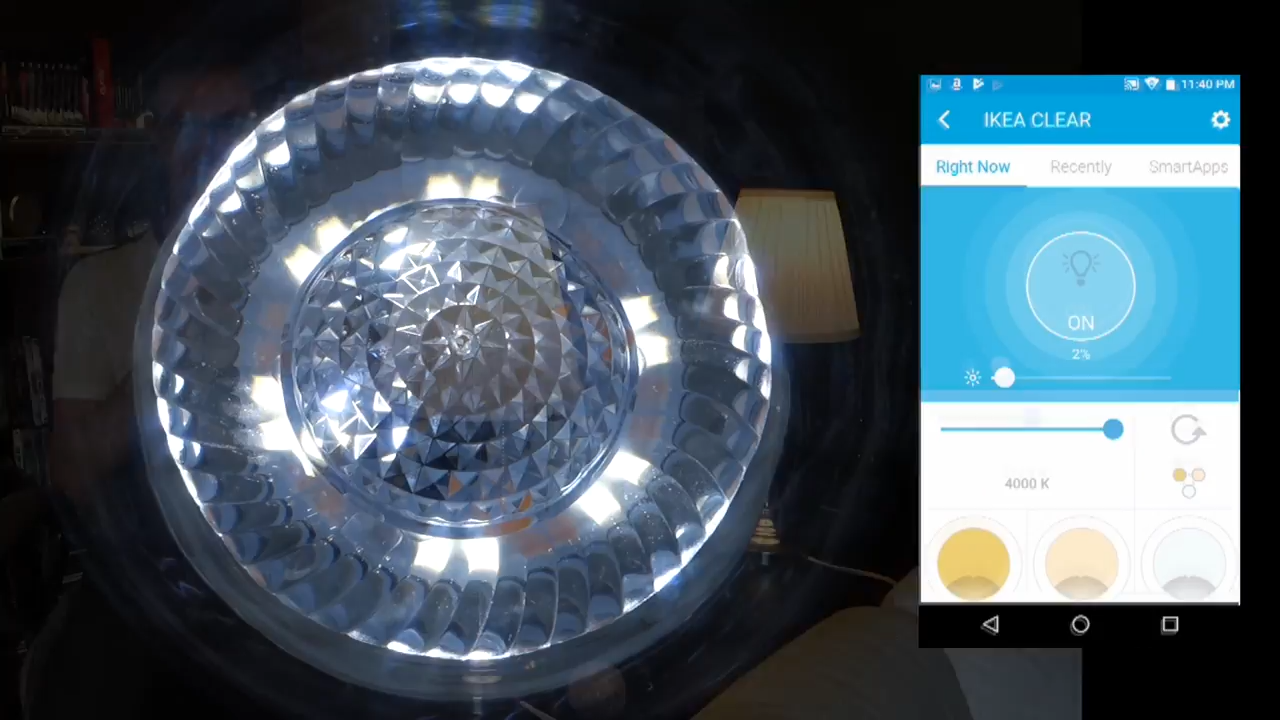 11:40 PM
IKEA CLEAR
Right Now Recently SmartApps
ON
2%
4000 K